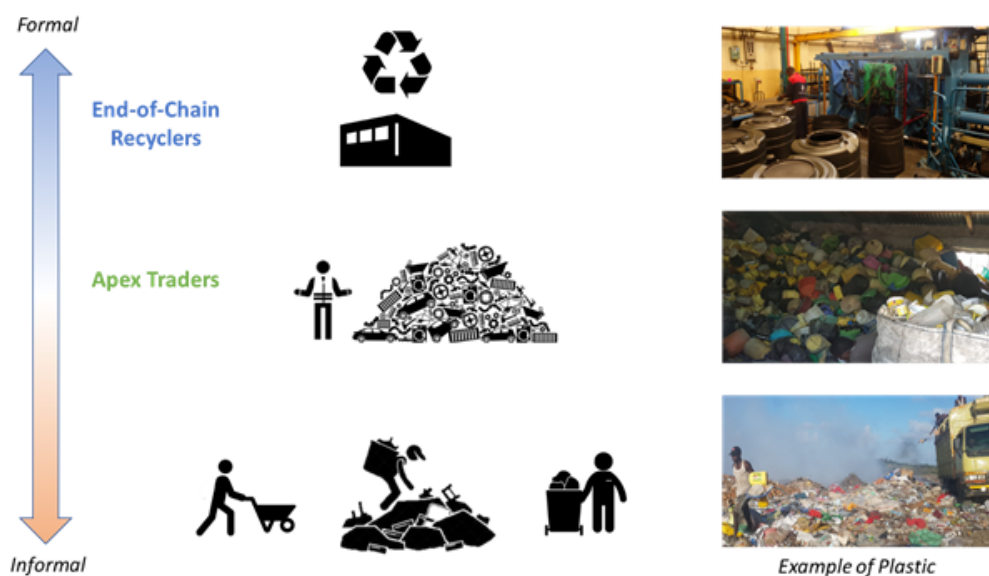 Formal
End-of-Chain
Recyclers
Apex Traders
Informal
Example of Plastic